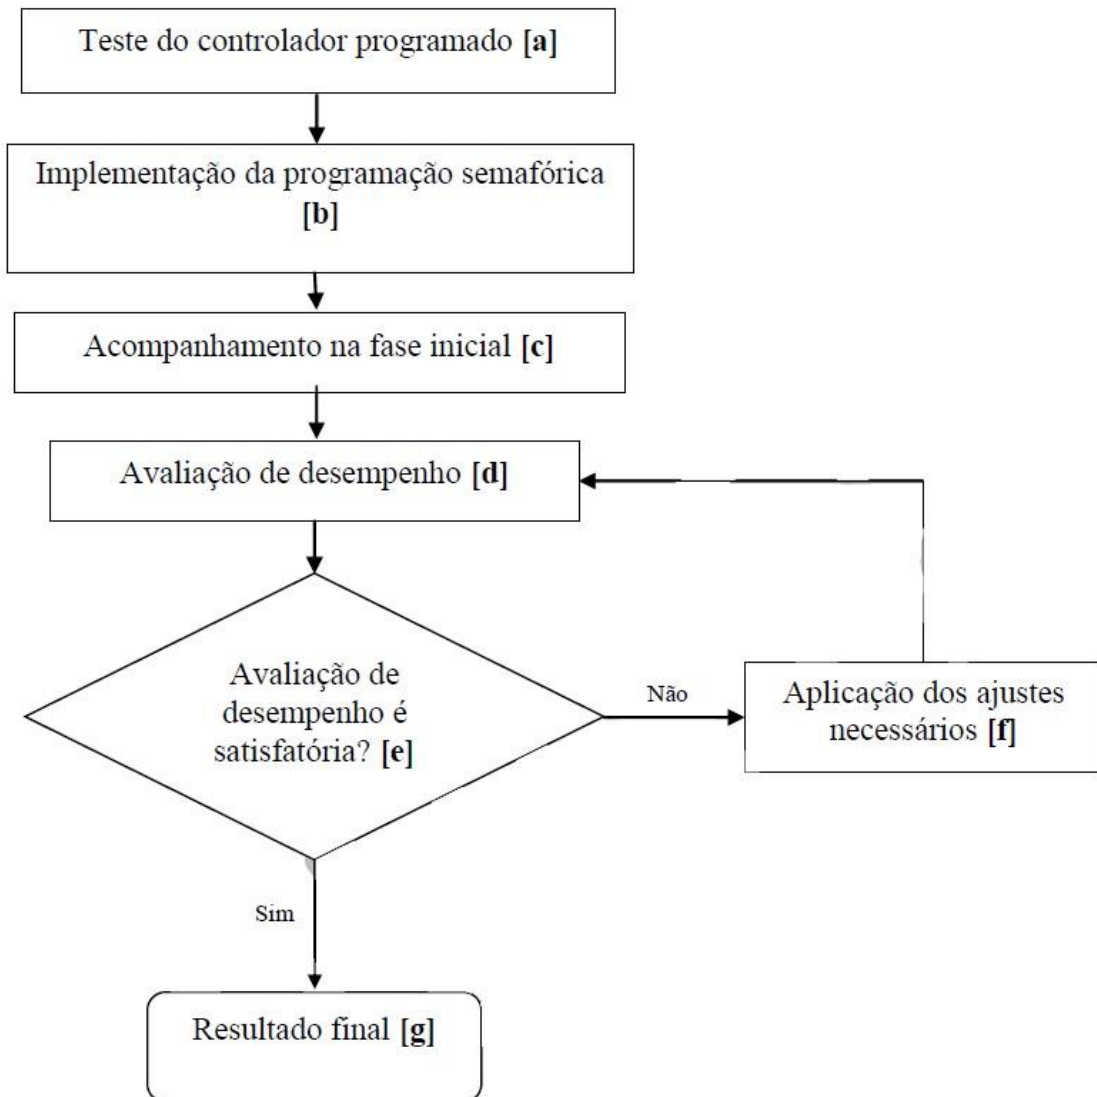 Teste do controlador programado [a]
Implementação da programação semafórica
[b]
Acompanhamento na fase inicial [c]
Avaliação de desempenho [d]
Avaliação de
desempenho é
satisfatória? [e]
Não
Aplicação dos ajustes
necessários [f]
Sim
Resultado final [g]